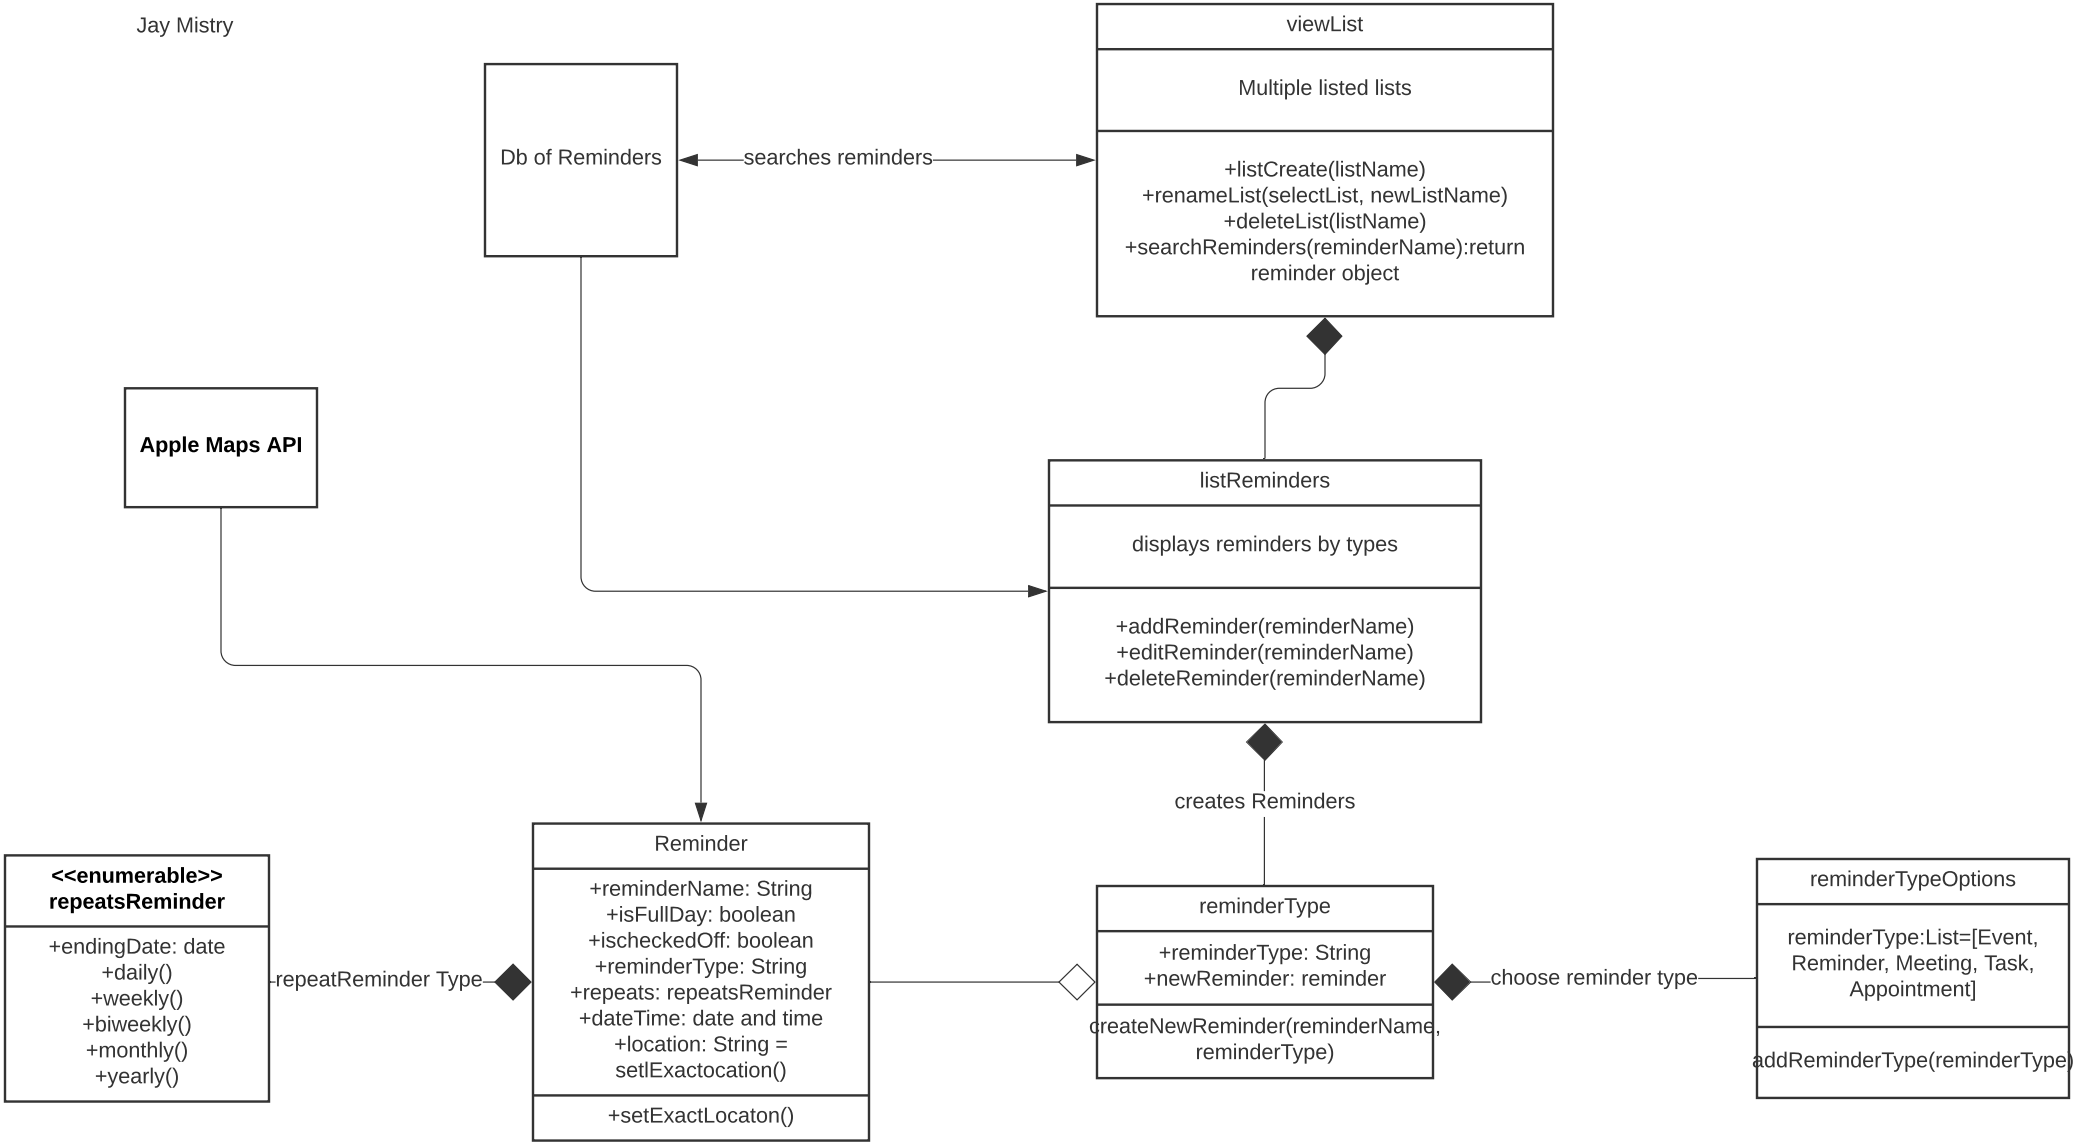 Jay Mistry
viewList
Multiple listed lists
+listCreate(listName)
+renameList(selectList, newListName)
+deleteList(listName)
+searchReminders(reminderName):return
reminder object
Db of Reminders
searches reminders
Apple Maps API
listReminders
displays reminders by types
+addReminder(reminderName)
+editReminder(reminderName)
+deleteReminder(reminderName)
creates Reminders
<<enumerable>>
repeatsReminder
+endingDate: date
+daily()
+weekly()
+biweekly()
+monthly()
+yearly()
repeatReminder Type
Reminder
+reminderName: String
+isFullDay: boolean
+ischeckedOff: boolean
+reminderType: String
+repeats: repeatsReminder
+dateTime: date and time
+location: String =
setlExactocation()
+setExactLocaton()
reminderType
+reminderType: String
+newReminder: reminder
createNewReminder(reminderName,
reminderType)
choose reminder type
reminderTypeOptions
reminderType:List=[Event,
Reminder, Meeting, Task,
Appointment]
addReminderType(reminderType)